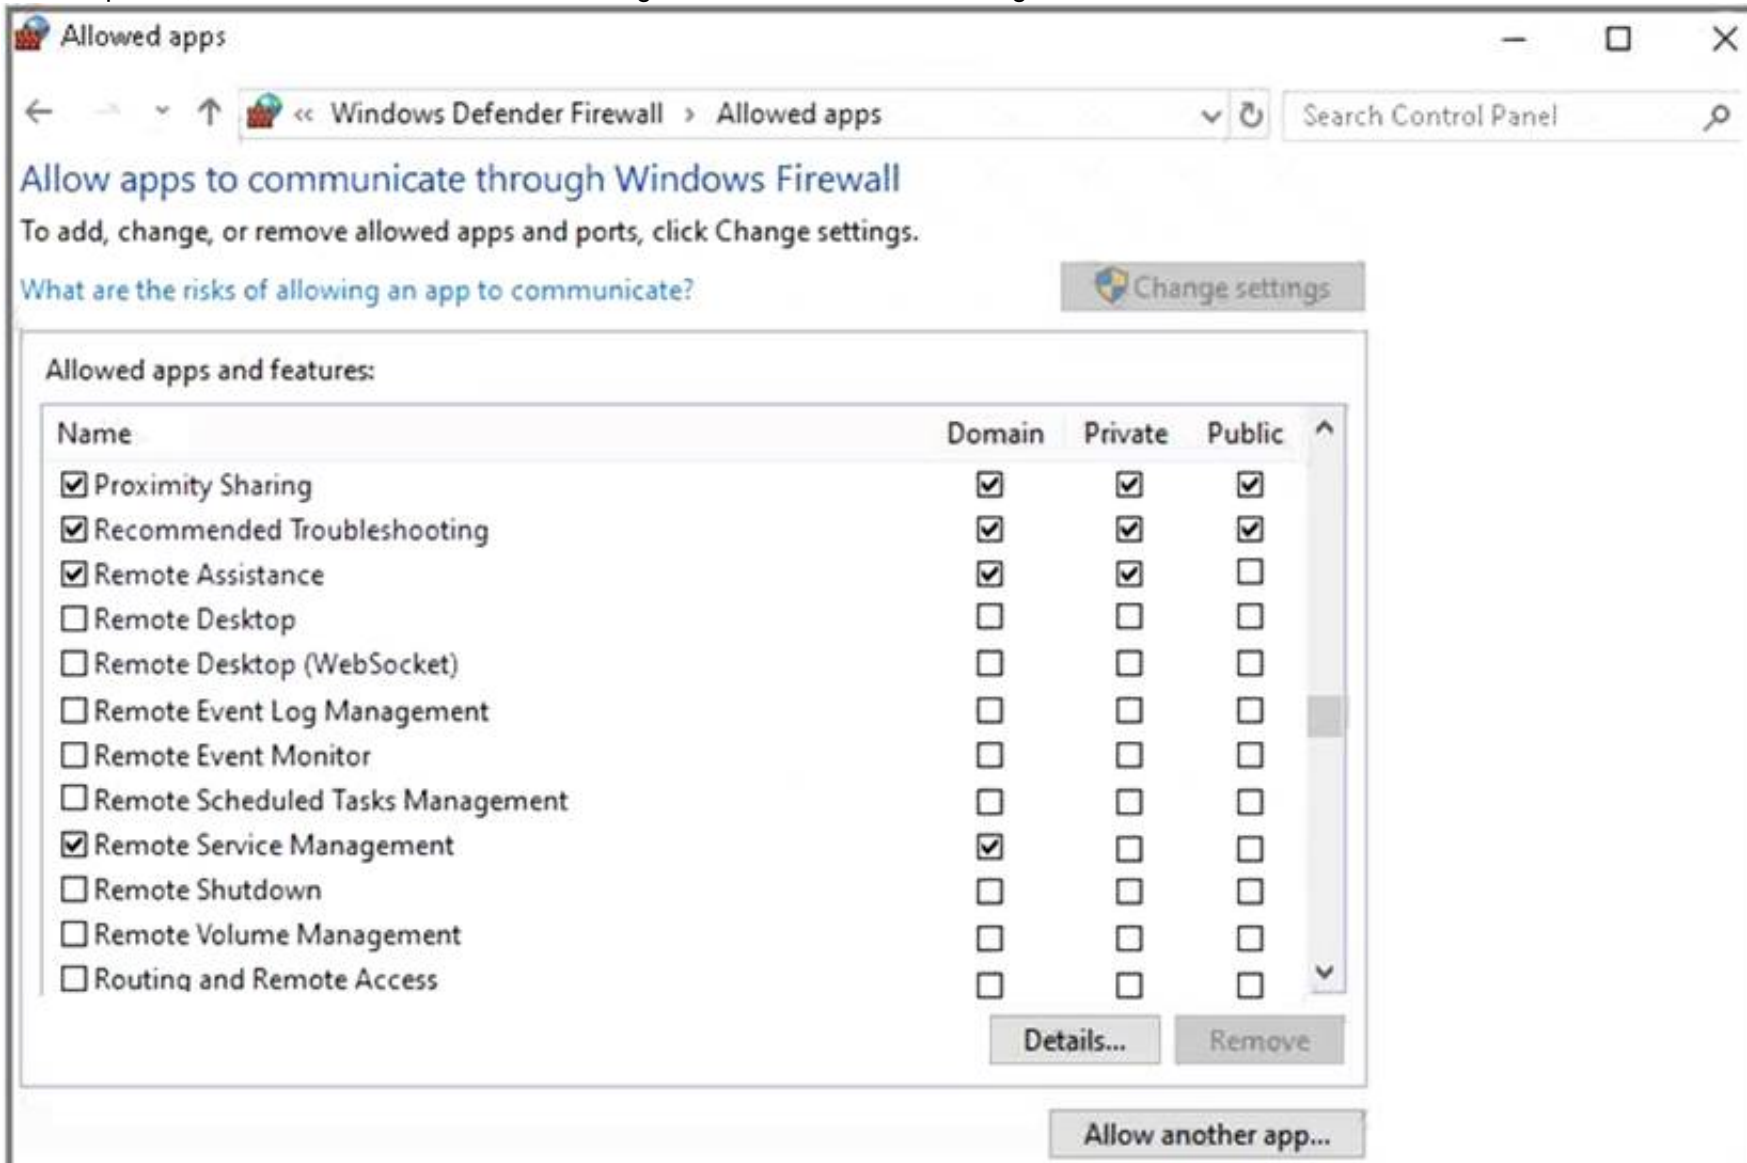 Allowed apps
« Windows Defender Firewall › Allowed apps
Search Control Panel
Allow apps to communicate through Windows Firewall
To add, change, or remove allowed apps and ports, click Change settings.
What are the risks of allowing an app to communicate?
Change settings
Allowed apps and features:
Name Domain Private Public
Proximity Sharing
Recommended Troubleshooting
Remote Assistance
Remote Desktop
Remote Desktop (WebSocket)
Remote Event Log Management
Remote Event Monitor
Remote Scheduled Tasks Management
Remote Service Management
Remote Shutdown
Remote Volume Management
Routing and Remote Access
Details... Remove
Allow another app...